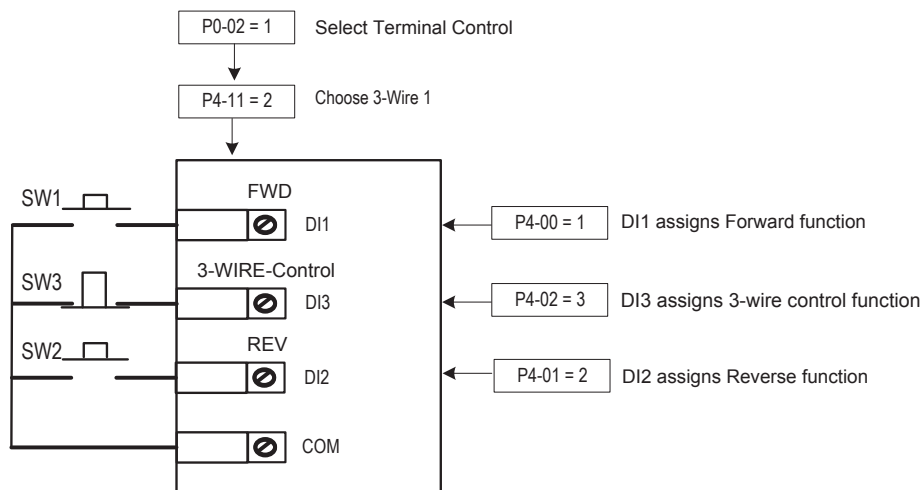 P0-02 = 1 Select Terminal Control
P4-11 = 2 Choose 3-Wire 1
SW1
FWD
DI1
P4-00 = 1 DI1 assigns Forward function
SW3
3-WIRE-Control
DI3
P4-02 = 3 DI3 assigns 3-wire control function
SW2
REV
DI2
P4-01 = 2 DI2 assigns Reverse function
COM